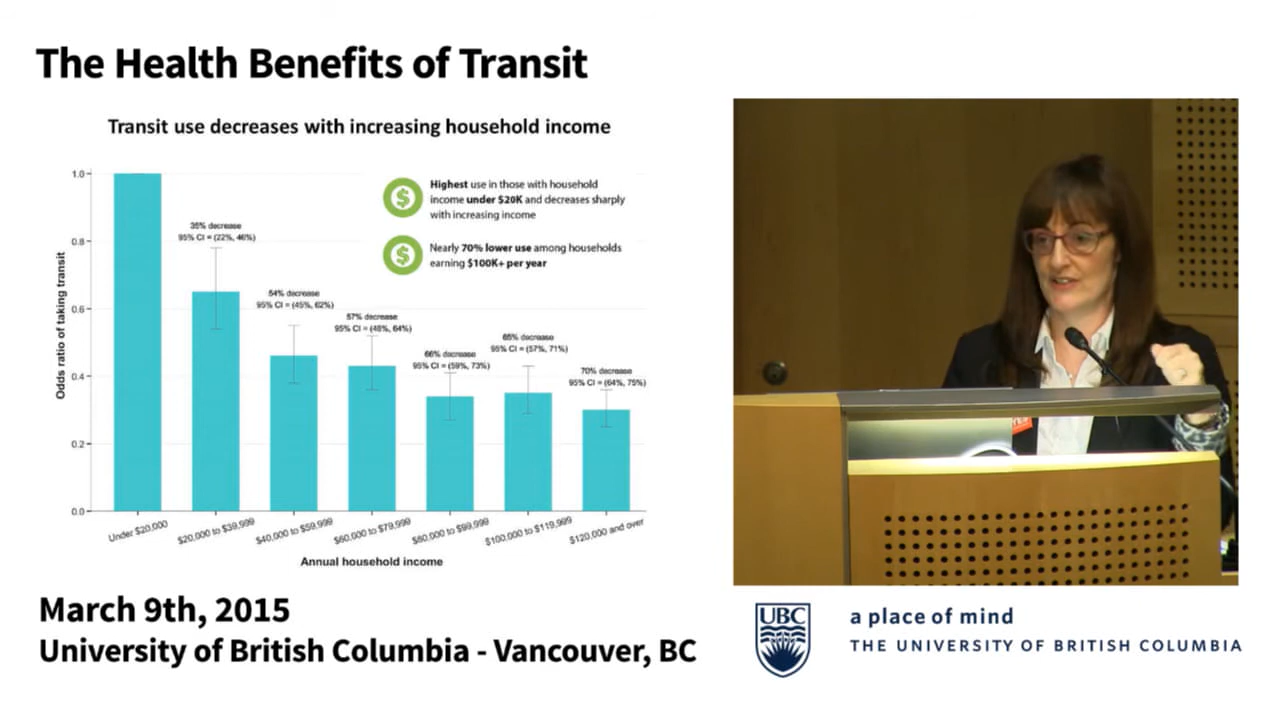 The Health Benefits of Transit
Transit use decreases with increasing household income
Highest use in those with household
income under $20K and decreases sharply
with increasing income
Nearly 70% lower use among households
earning $100K+ per year
35% decrease
95% CI = (22%, 46%)
54% decrease
95% CI = (45%, 62%)
57% decrease
95% CI = (48%, 64%)
66% decrease
95% CI = (59%, 73%)
65% decrease
95% CI = (57%, 71%)
70% decrease
95% CI = (64%, 75%)
Odds ratio of taking transit
1.0
0.8
0.6
0.4
0.2
0.0
Under $20,000
$20,000 to $39,999
$40,000 to $59,999
$60,000 to $79,999
$80,000 to $99,999
$100,000 to $119,999
$120,000 and over
Annual household income
March 9th, 2015
University of British Columbia - Vancouver, BC
UBC
a place of mind
THE UNIVERSITY OF BRITISH COLUMBIA